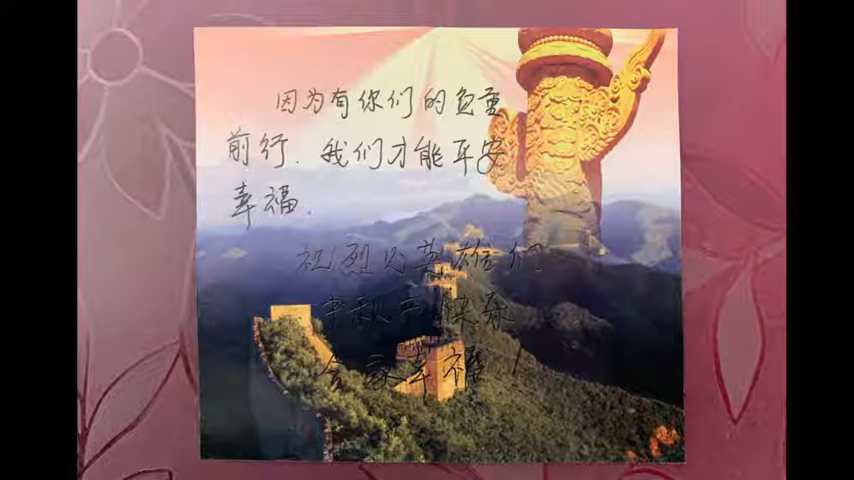 因为有你们的负重
前行.我们才能平安
幸福.
祝烈火英雄们
中秋节快乐
合家幸福!